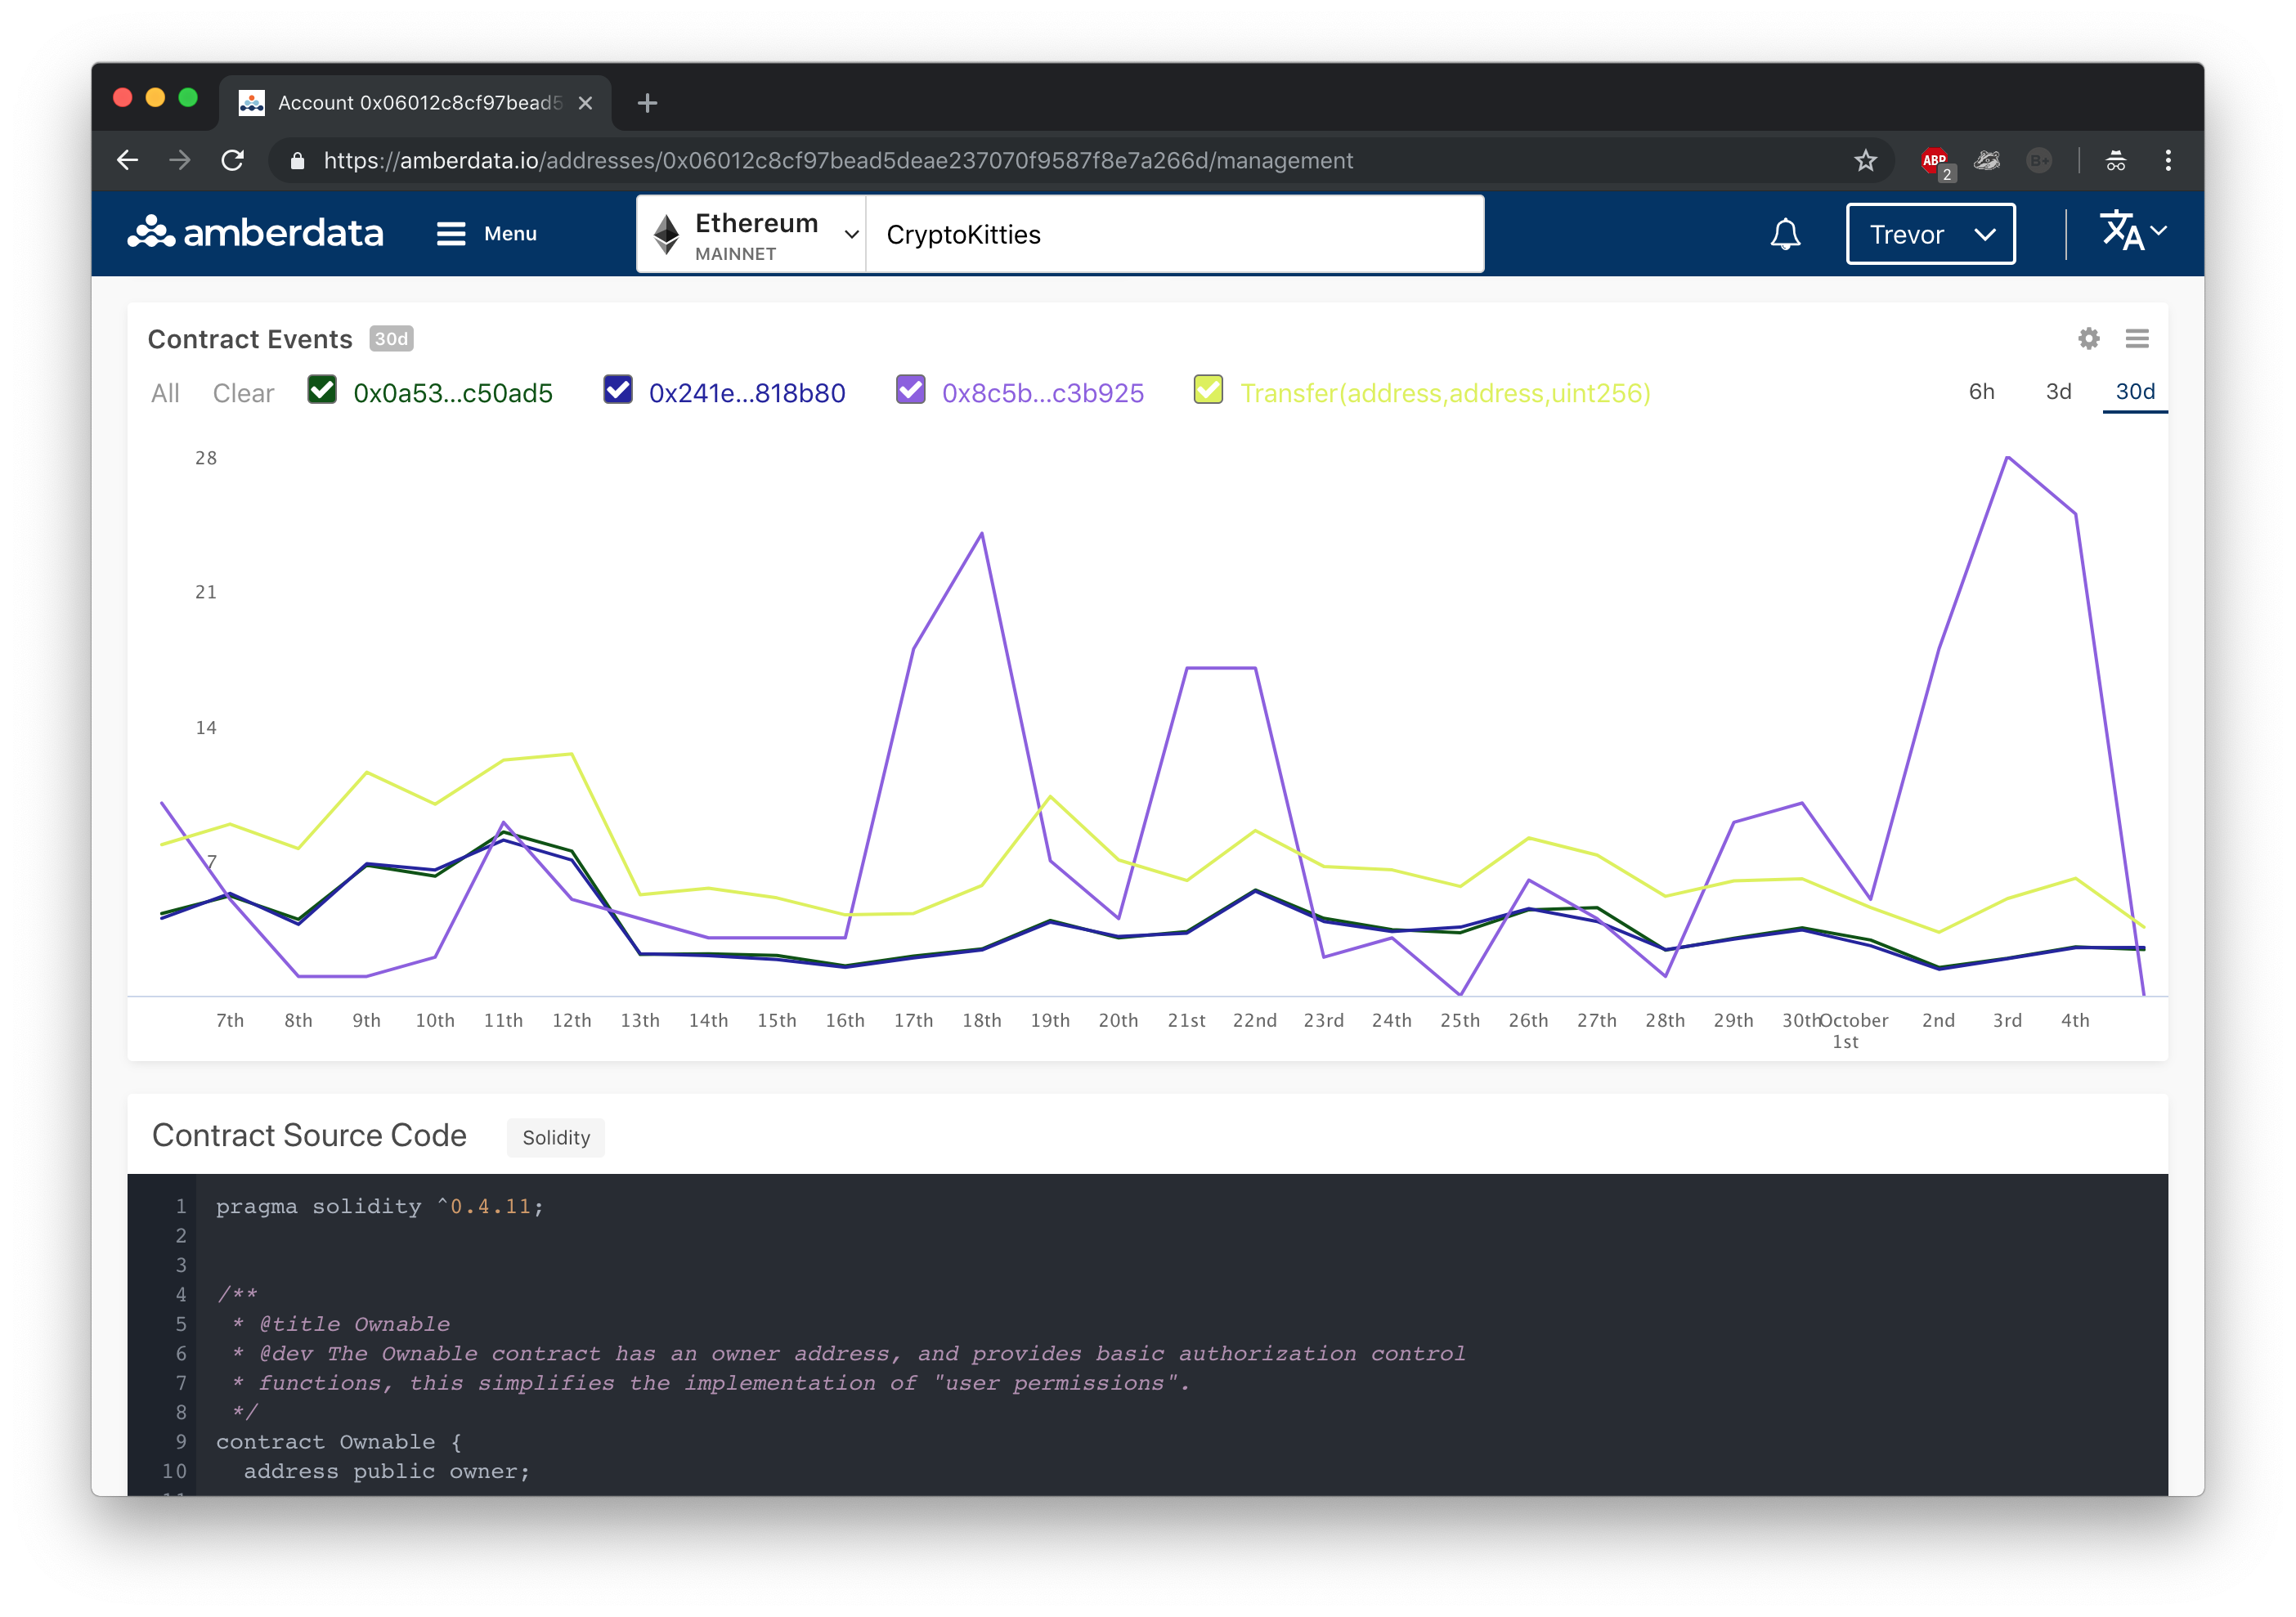 Account 0x06012c8cf97bead5
https://amberdata.io/addresses/0x06012c8cf97bead5deae237070f9587f8e7a266d/management
ABP
2
B+
amberdata
Menu
Ethereum
MAINNET
CryptoKitties
Trevor
Contract Events 30d
All Clear 0x0a53...c50ad5 0x241e...818b80 0x8c5b...c3b925 Transfer(address,address,uint256) 6h 3d 30d
28
21
14
7
7th 8th 9th 10th 11th 12th 13th 14th 15th 16th 17th 18th 19th 20th 21st 22nd 23rd 24th 25th 26th 27th 28th 29th 30th October 2nd 3rd 4th
1st
Contract Source Code Solidity
1 pragma solidity ^0.4.11;
2
3
4 /**
5 * @title Ownable
6 * @dev The Ownable contract has an owner address, and provides basic authorization control
7 * functions, this simplifies the implementation of "user permissions".
8 */
9 contract Ownable {
10 address public owner;